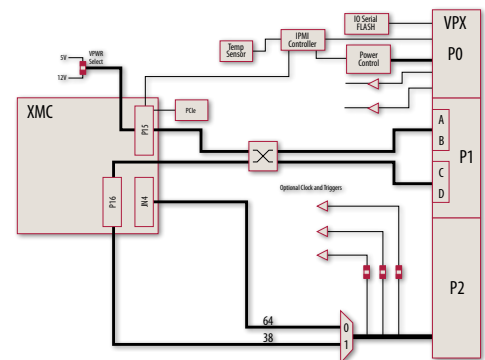 IO Serial
FLASH
VPX
P0
IPMI
Controller
Temp
Sensor
Power
Control
5V
VPWR
Select
12V
XMC
P15
PCIe
A
B
P1
C
D
P16
JN4
Optional Clock and Triggers
P2
64
0
38
1